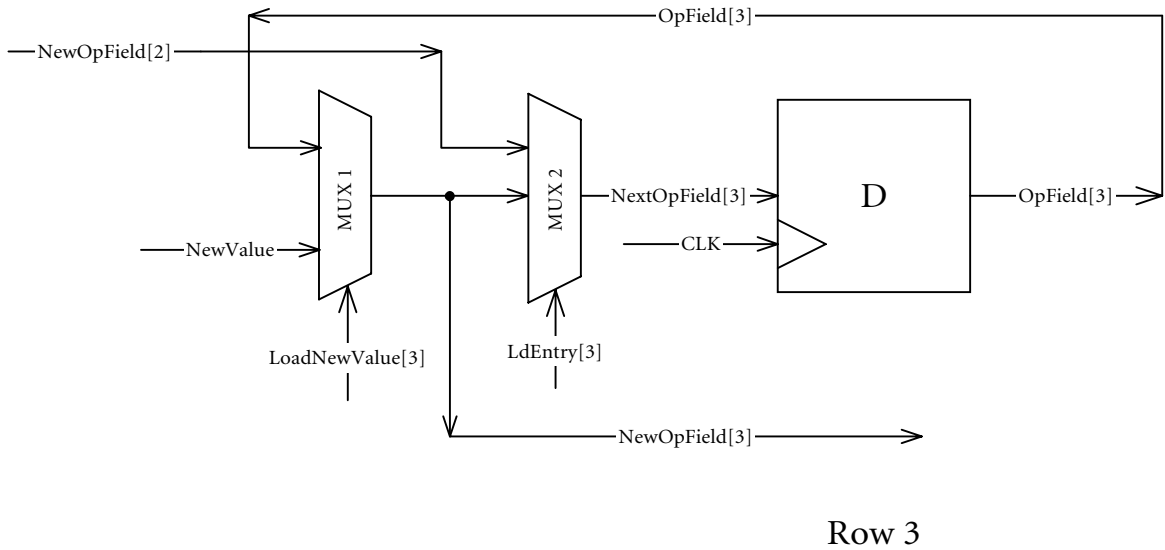 OpField[3]
NewOpField[2]
MUX 1
MUX 2
NextOpField[3]
D
OpField[3]
NewValue
CLK
LoadNewValue[3]
LdEntry[3]
NewOpField[3]
Row 3